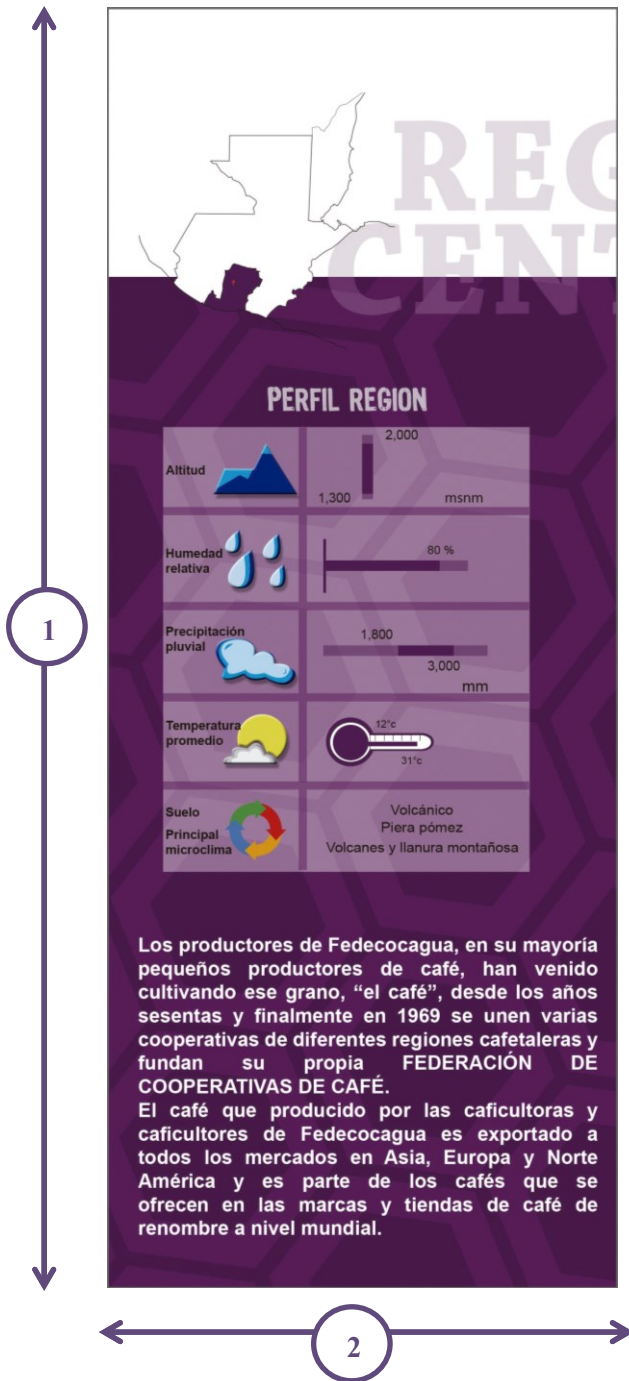 REG
CENT
PERFIL REGION
Altitud
2,000
1,300 msnm
Humedad
relativa
80 %
Precipitación
pluvial
1,800
3,000
mm
Temperatura
promedio
12°c
31°c
Suelo
Principal
microclima
Volcánico
Piera pómez
Volcanes y llanura montañosa
1
Los productores de Fedecocagua, en su mayoría
pequeños productores de café, han venido
cultivando ese grano, “el café”, desde los años
sesentas y finalmente en 1969 se unen varias
cooperativas de diferentes regiones cafetaleras y
fundan su propia FEDERACIÓN DE
COOPERATIVAS DE CAFÉ.
El café que producido por las caficultoras y
caficultores de Fedecocagua es exportado a
todos los mercados en Asia, Europa y Norte
América y es parte de los cafés que se
ofrecen en las marcas y tiendas de café de
renombre a nivel mundial.
2